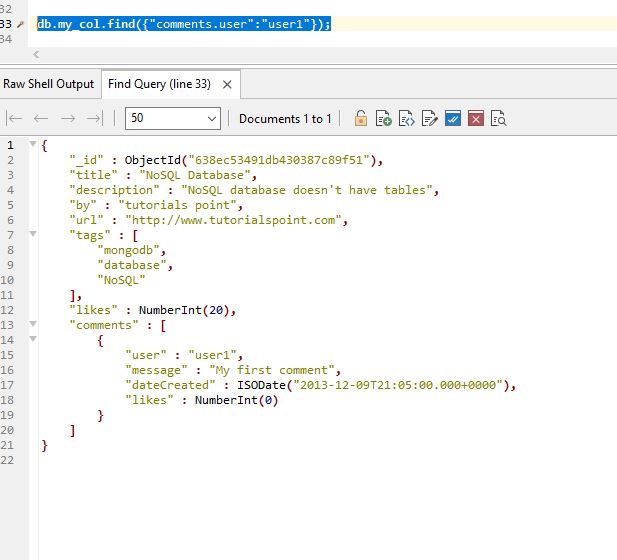 32
33 db.my_col.find({"comments.user":"user1"});
34
Raw Shell Output Find Query (line 33)
50 Documents 1 to 1
1 {
2 "_id" : ObjectId("638ec53491db430387c89f51"),
3 "title" : "NoSQL Database",
4 "description" : "NoSQL database doesn't have tables",
5 "by" : "tutorials point",
6 "url" : "http://www.tutorialspoint.com",
7 "tags" : [
8 "mongodb",
9 "database",
10 "NoSQL"
11 ],
12 "likes" : NumberInt(20),
13 "comments" : [
14 {
15 "user" : "user1",
16 "message" : "My first comment",
17 "dateCreated" : ISODate("2013-12-09T21:05:00.000+0000"),
18 "likes" : NumberInt(0)
19 }
20 ]
21 }
22